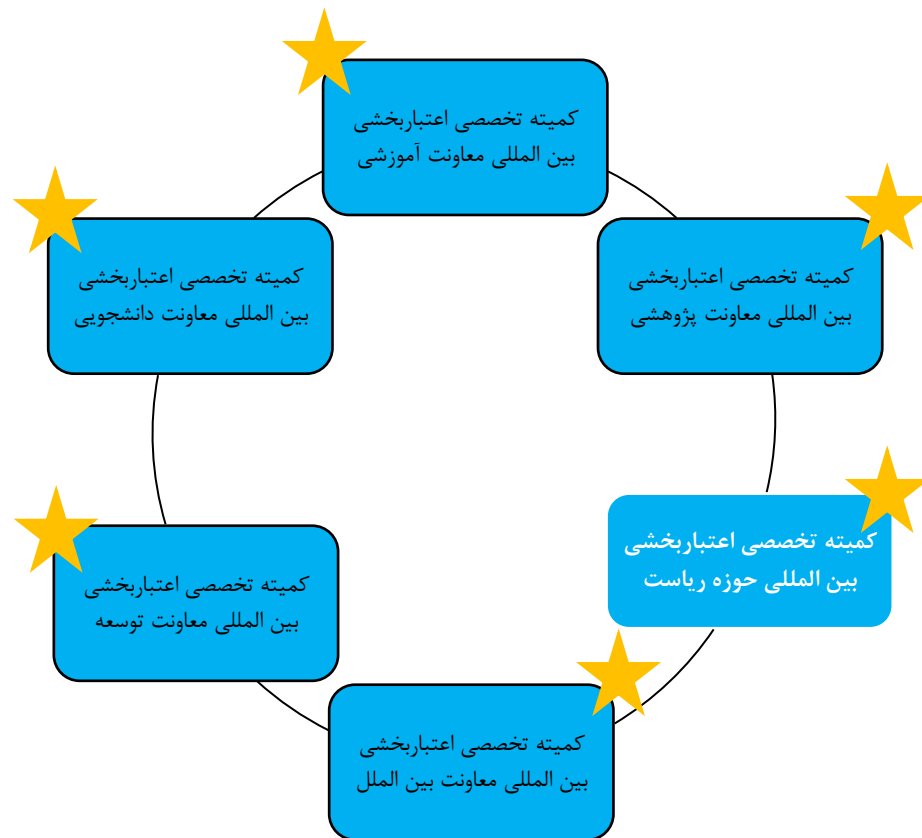 کمیته تخصصی اعتباربخشی
بین المللی معاونت آموزشی
کمیته تخصصی اعتباربخشی
بین المللی معاونت پژوهشی
کمیته تخصصی اعتباربخشی
بین المللی حوزه ریاست
کمیته تخصصی اعتباربخشی
بین المللی معاونت بین الملل
کمیته تخصصی اعتباربخشی
بین المللی معاونت توسعه
کمیته تخصصی اعتباربخشی
بین المللی معاونت دانشجویی